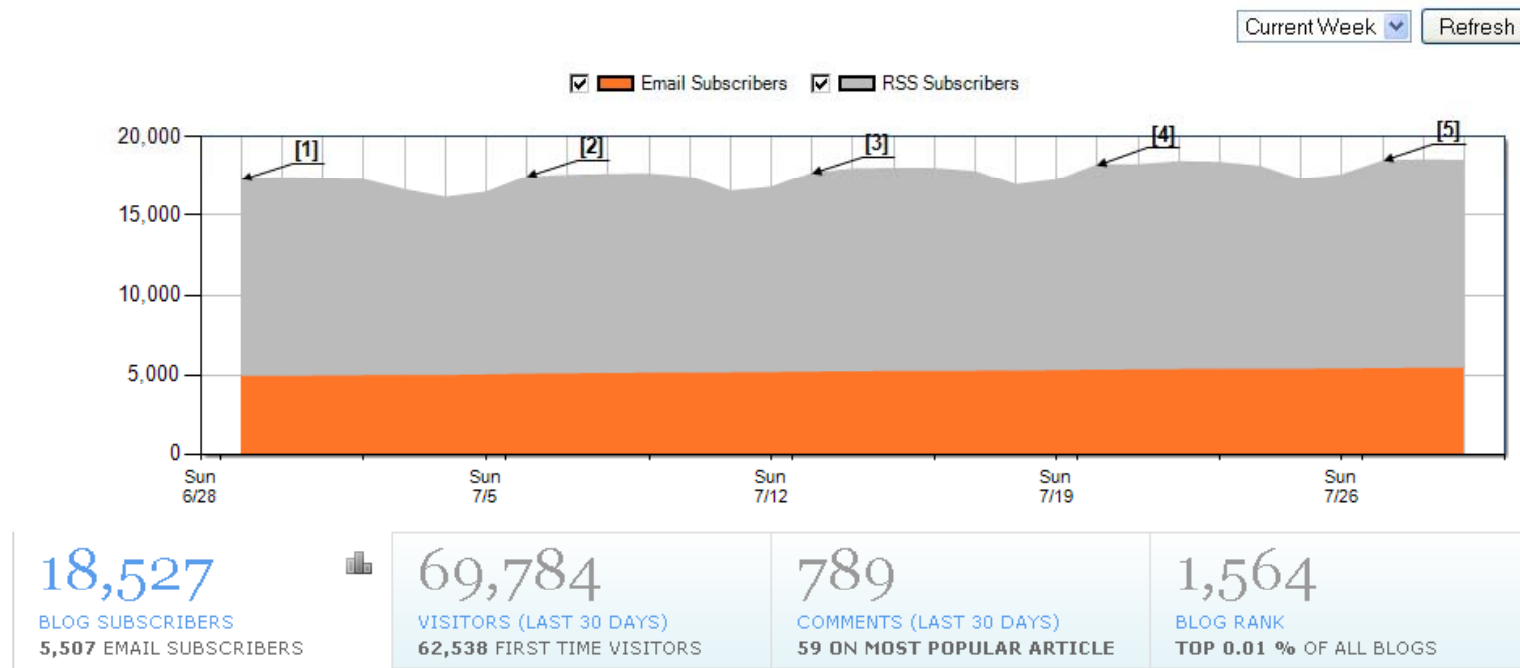 Current Week Refresh
Email Subscribers RSS Subscribers
20,000
[1] [2] [3] [4] [5]
15,000
10,000
5,000
0
Sun Sun Sun Sun Sun
6/28 7/5 7/12 7/19 7/26
18,527 69,784 789 1,564
BLOG SUBSCRIBERS VISITORS (LAST 30 DAYS) COMMENTS (LAST 30 DAYS) BLOG RANK
5,507 EMAIL SUBSCRIBERS 62,538 FIRST TIME VISITORS 59 ON MOST POPULAR ARTICLE TOP 0.01 % OF ALL BLOGS